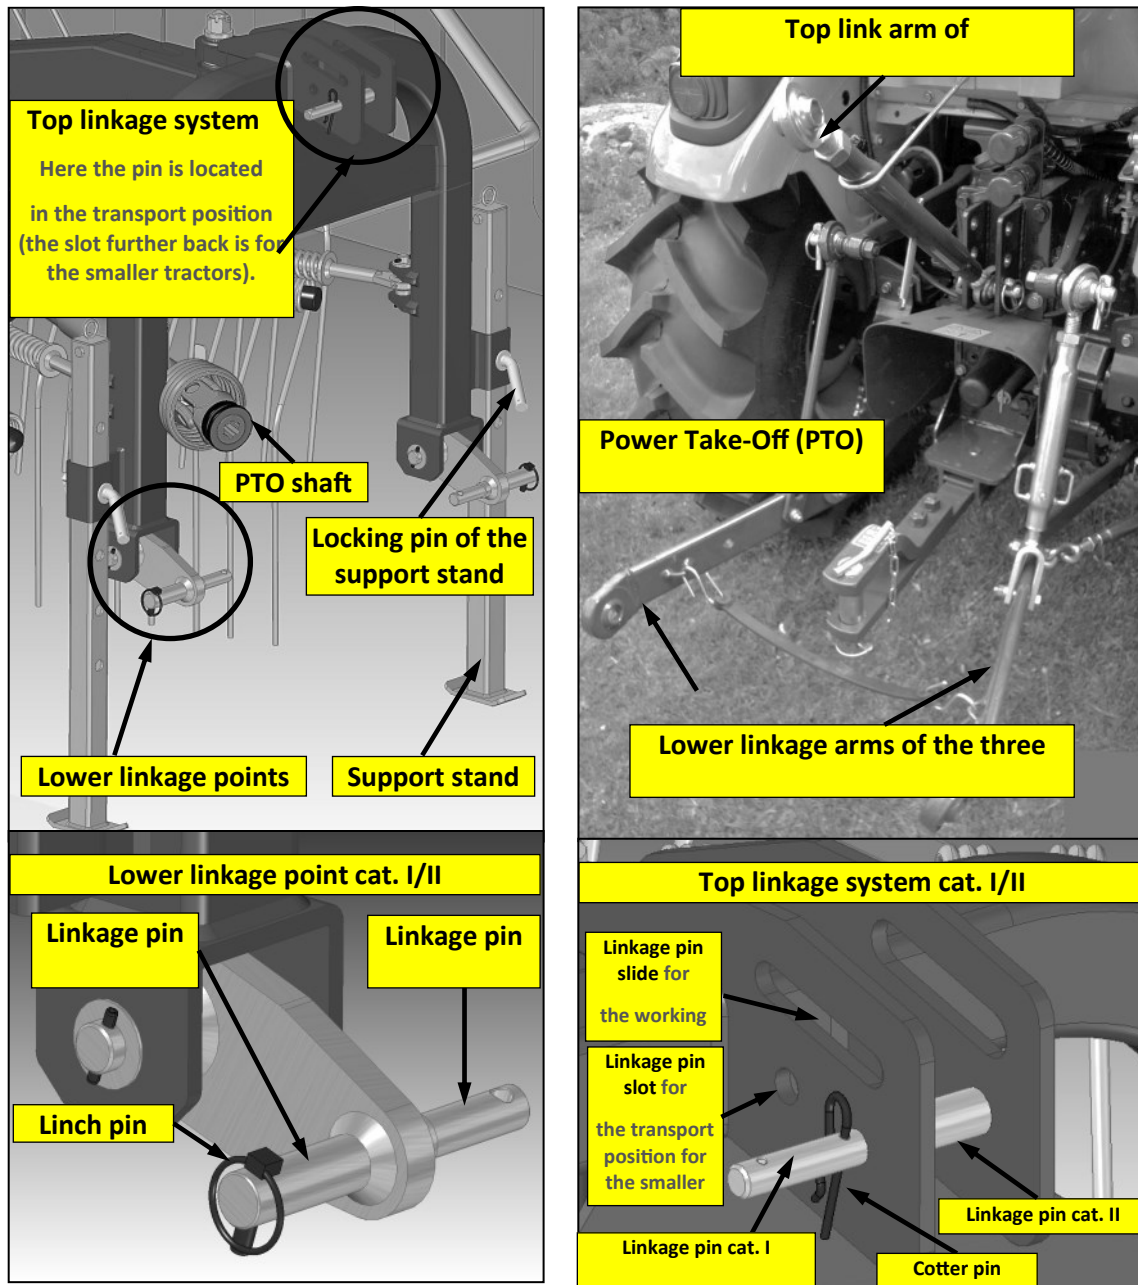 Top linkage system
Here the pin is located
in the transport position
(the slot further back is for
the smaller tractors).
PTO shaft
Locking pin of the
support stand
Lower linkage points
Support stand
Top link arm of
Power Take-Off (PTO)
Lower linkage arms of the three
Lower linkage point cat. I/II
Linkage pin
Linkage pin
Linch pin
Top linkage system cat. I/II
Linkage pin
slide for
the working
Linkage pin
slot for
the transport
position for
the smaller
Linkage pin cat. I
Linkage pin cat. II
Cotter pin